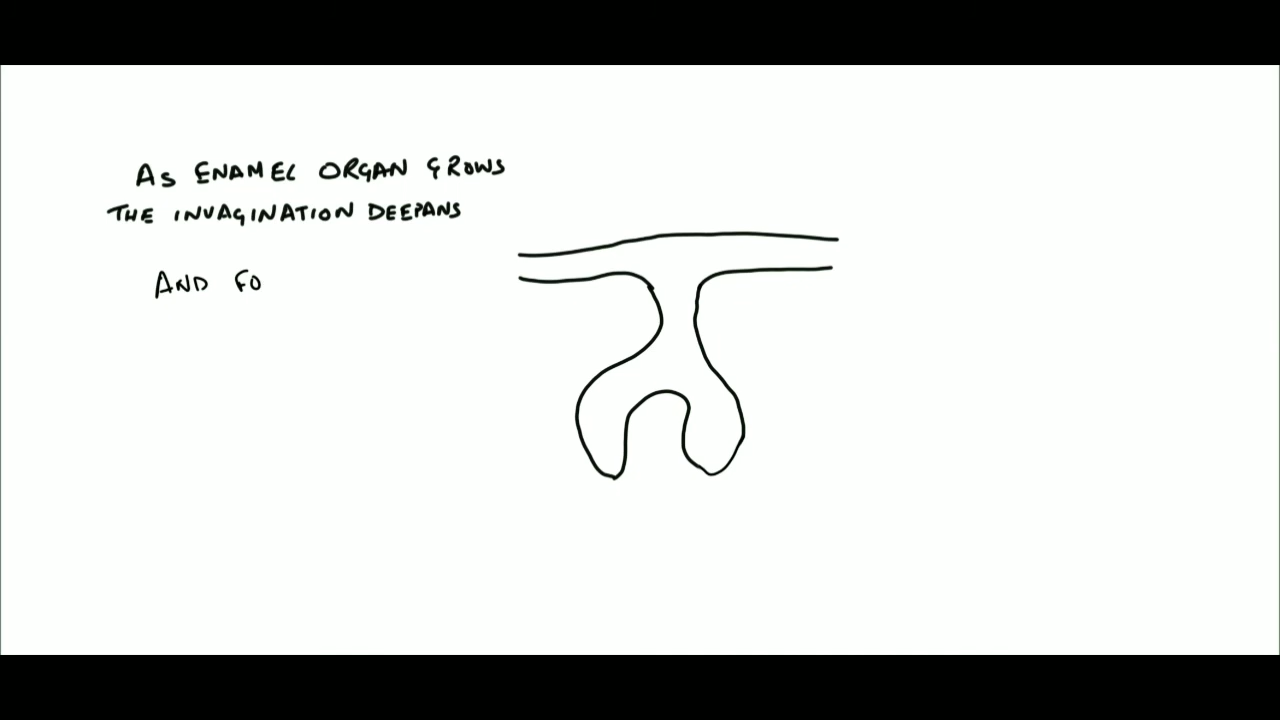 AS ENAMEL ORGAN GROWS
THE INVAGINATION DEEPANS
AND FO